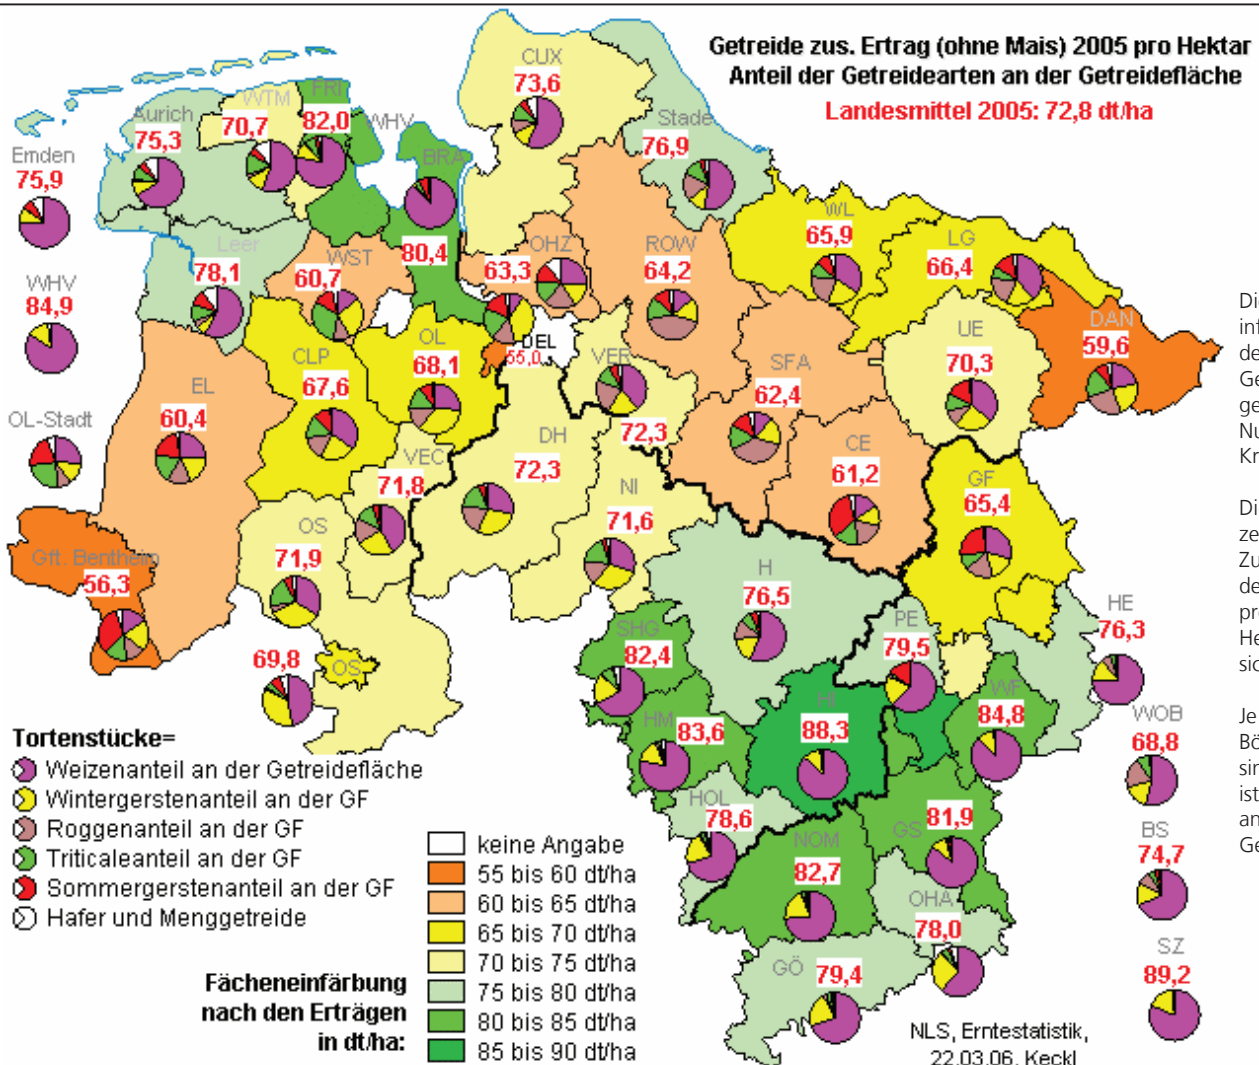 Getreide zus. Ertrag (ohne Mais) 2005 pro Hektar
Anteil der Getreidearten an der Getreidefläche
Landesmittel 2005: 72,8 dt/ha
CUX
73,6
Stade
76,9
Aurich
75,3
WTM
70,7
FRI
82,0
WHV
BRA
80,4
Emden
75,9
WHV
84,9
OL-Stadt
Leer
78,1
WST
60,7
OHZ
63,3
ROW
64,2
WL
65,9
LG
66,4
DAN
59,6
UE
70,3
DEL
55,0
VER
72,3
SFA
62,4
CE
61,2
EL
60,4
CLP
67,6
OL
68,1
VEC
71,8
DH
72,3
NI
71,6
GF
65,4
Gft. Bentheim
56,3
OS
71,9
OS
69,8
H
76,5
PE
79,5
HE
76,3
SHG
82,4
HM
83,6
HI
88,3
WF
84,8
WOB
68,8
HOL
78,6
NOM
82,7
GS
81,9
BS
74,7
OHA
78,0
GÖ
79,4
SZ
89,2
Tortenstücke=
Weizenanteil an der Getreidefläche
Wintergerstenanteil an der GF
Roggenanteil an der GF
Triticaleanteil an der GF
Sommergerstenanteil an der GF
Hafer und Menggetreide
Fächeneinfärbung
nach den Erträgen
in dt/ha:
keine Angabe
55 bis 60 dt/ha
60 bis 65 dt/ha
65 bis 70 dt/ha
70 bis 75 dt/ha
75 bis 80 dt/ha
80 bis 85 dt/ha
85 bis 90 dt/ha
NLS, Erntestatistik,
22.03.06, Keckl